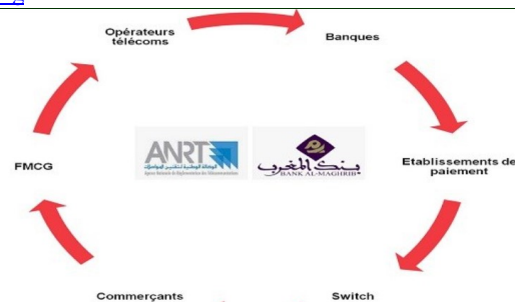 Opérateurs
télécoms
Banques
ANRT
بنك المغرب
BANK AL-MAGHRIB
FMCG
Etablissements de
paiement
Commerçants
Switch